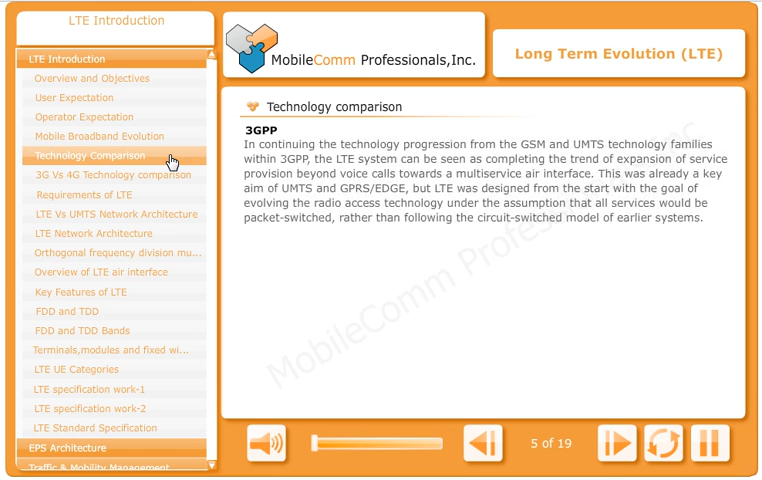 LTE Introduction
LTE Introduction
Overview and Objectives
User Expectation
Operator Expectation
Mobile Broadband Evolution
Technology Comparison
3G Vs 4G Technology comparison
Requirements of LTE
LTE Vs UMTS Network Architecture
LTE Network Architecture
Orthogonal frequency division mu...
Overview of LTE air interface
Key Features of LTE
FDD and TDD
FDD and TDD Bands
Terminals,modules and fixed wi...
LTE UE Categories
LTE specification work-1
LTE specification work-2
LTE Standard Specification
EPS Architecture
Traffic & Mobility Management
MobileComm Professionals,Inc.
Long Term Evolution (LTE)
Technology comparison
3GPP
In continuing the technology progression from the GSM and UMTS technology families
within 3GPP, the LTE system can be seen as completing the trend of expansion of service
provision beyond voice calls towards a multiservice air interface. This was already a key
aim of UMTS and GPRS/EDGE, but LTE was designed from the start with the goal of
evolving the radio access technology under the assumption that all services would be
packet-switched, rather than following the circuit-switched model of earlier systems.
5 of 19